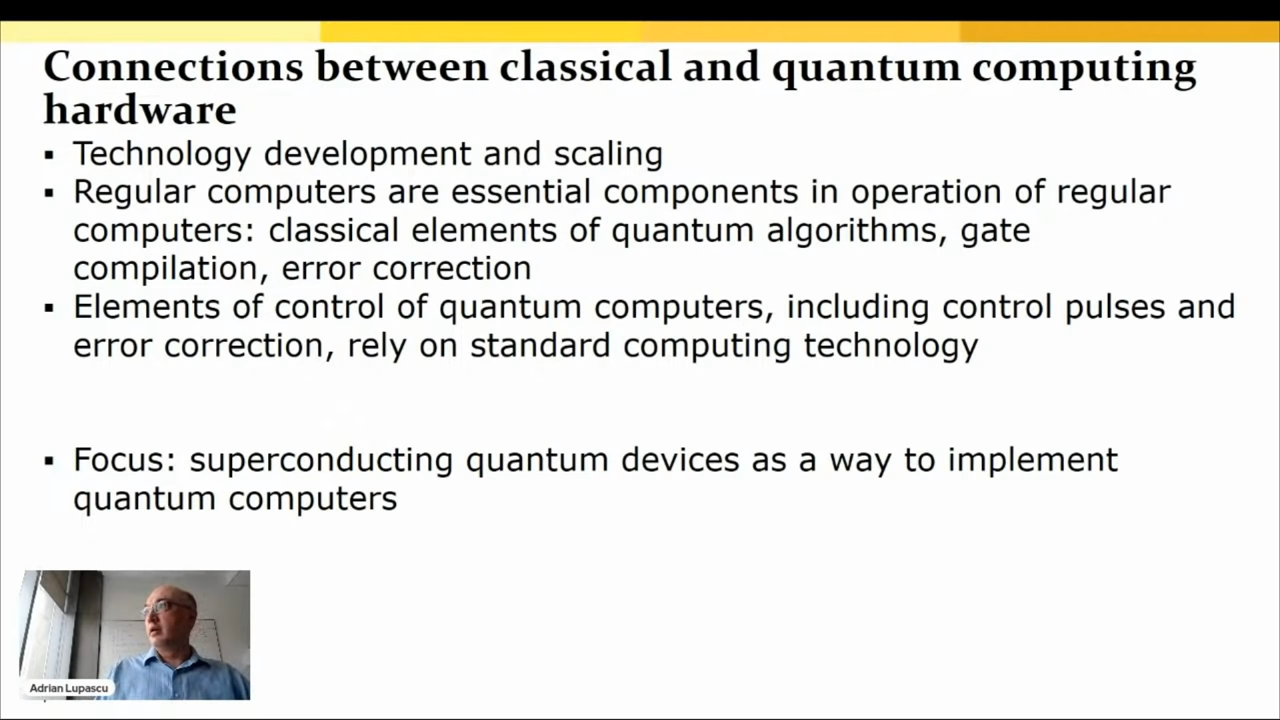 Connections between classical and quantum computing
hardware
▪ Technology development and scaling
▪ Regular computers are essential components in operation of regular
computers: classical elements of quantum algorithms, gate
compilation, error correction
▪ Elements of control of quantum computers, including control pulses and
error correction, rely on standard computing technology
▪ Focus: superconducting quantum devices as a way to implement
quantum computers
Adrian Lupascu